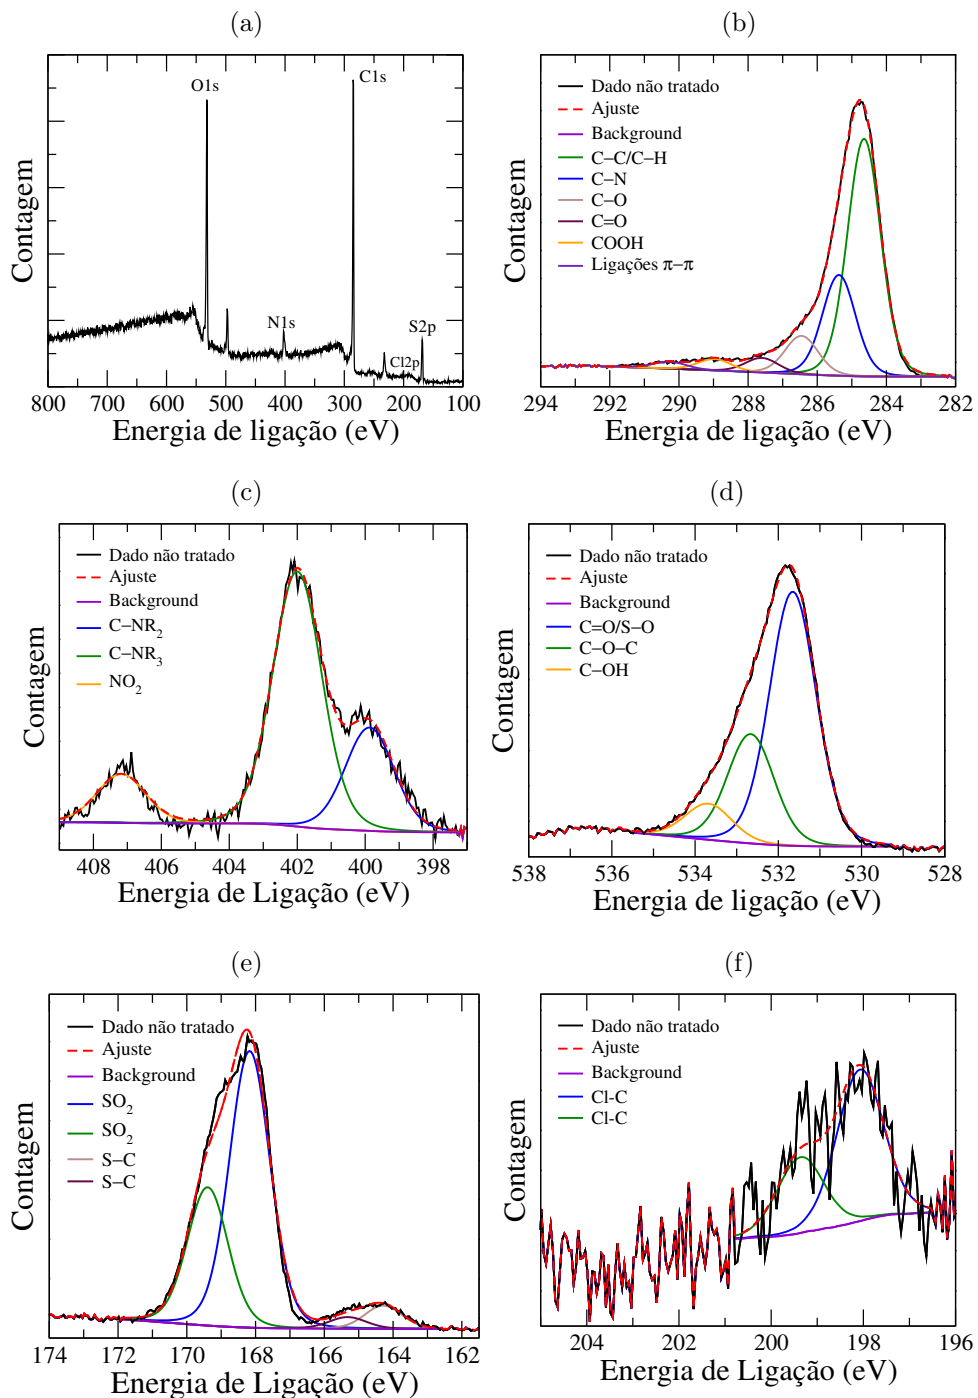 (a)
O1s
C1s
N1s
Cl2p
S2p
Contagem
800 700 600 500 400 300 200 100
Energia de ligação (eV)
(b)
Dado não tratado
Ajuste
Background
C−C/C−H
C−N
C−O
C=O
COOH
Ligações π−π
Contagem
294 292 290 288 286 284 282
Energia de ligação (eV)
(c)
Dado não tratado
Ajuste
Background
C−NR2
C−NR3
NO2
Contagem
408 406 404 402 400 398
Energia de Ligação (eV)
(d)
Dado não tratado
Ajuste
Background
C=O/S−O
C−O−C
C−OH
Contagem
538 536 534 532 530 528
Energia de ligação (eV)
(e)
Dado não tratado
Ajuste
Background
SO2
SO2
S−C
S−C
Contagem
174 172 170 168 166 164 162
Energia de Ligação (eV)
(f)
Dado não tratado
Ajuste
Background
Cl-C
Cl-C
Contagem
204 202 200 198 196
Energia de Ligação (eV)